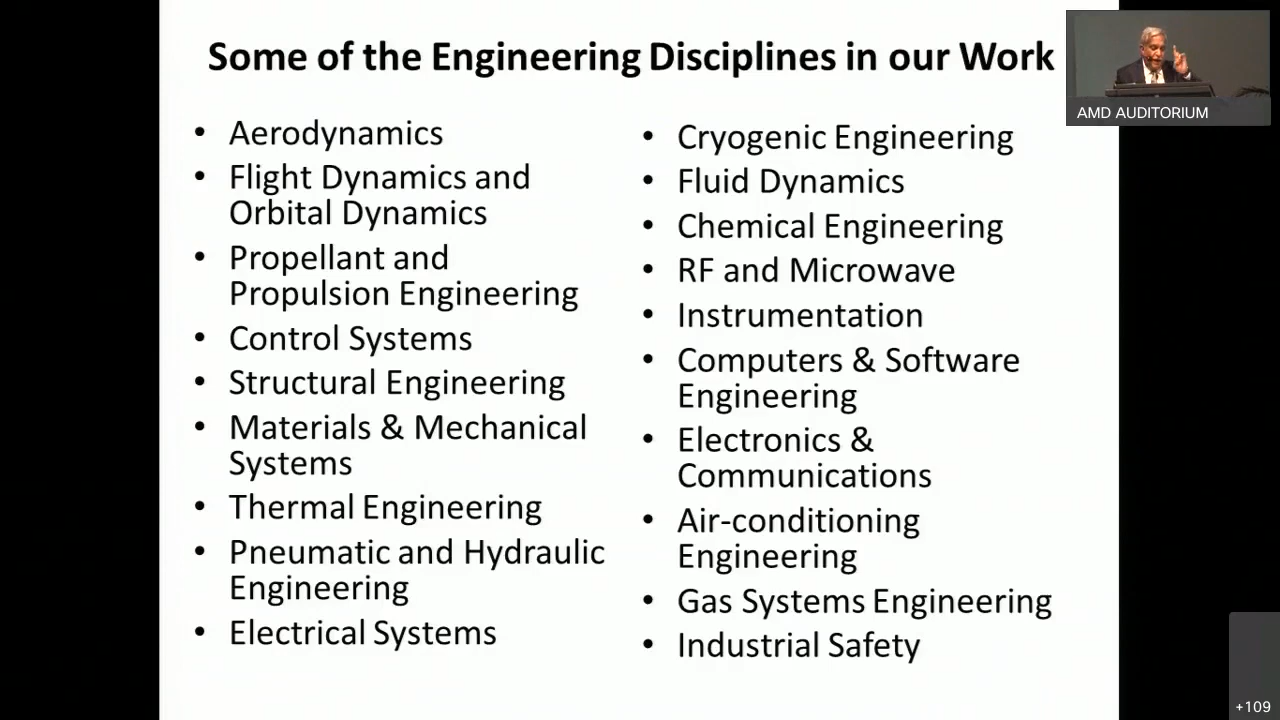 Some of the Engineering Disciplines in our Work
AMD AUDITORIUM
• Aerodynamics
• Flight Dynamics and
Orbital Dynamics
• Propellant and
Propulsion Engineering
• Control Systems
• Structural Engineering
• Materials & Mechanical
Systems
• Thermal Engineering
• Pneumatic and Hydraulic
Engineering
• Electrical Systems
• Cryogenic Engineering
• Fluid Dynamics
• Chemical Engineering
• RF and Microwave
• Instrumentation
• Computers & Software
Engineering
• Electronics &
Communications
• Air-conditioning
Engineering
• Gas Systems Engineering
• Industrial Safety
+109